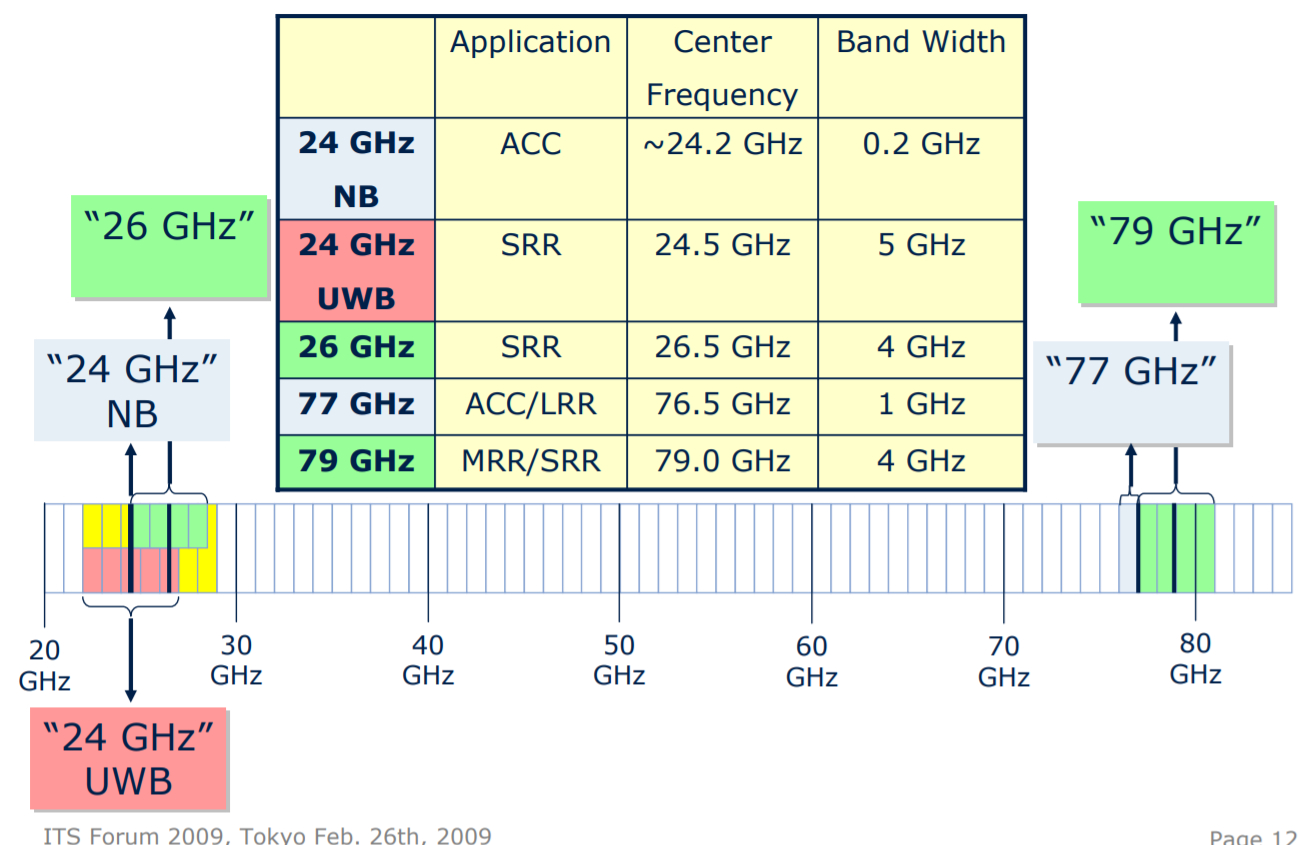 Application
Center
Frequency
Band Width
24 GHz
NB
ACC
~24.2 GHz
0.2 GHz
24 GHz
UWB
SRR
24.5 GHz
5 GHz
26 GHz
SRR
26.5 GHz
4 GHz
77 GHz
ACC/LRR
76.5 GHz
1 GHz
79 GHz
MRR/SRR
79.0 GHz
4 GHz
“26 GHz”
“24 GHz”
NB
“79 GHz”
“77 GHz”
20
GHz
30
GHz
40
GHz
50
GHz
60
GHz
70
GHz
80
GHz
“24 GHz”
UWB
ITS Forum 2009, Tokyo Feb. 26th, 2009
Page 12